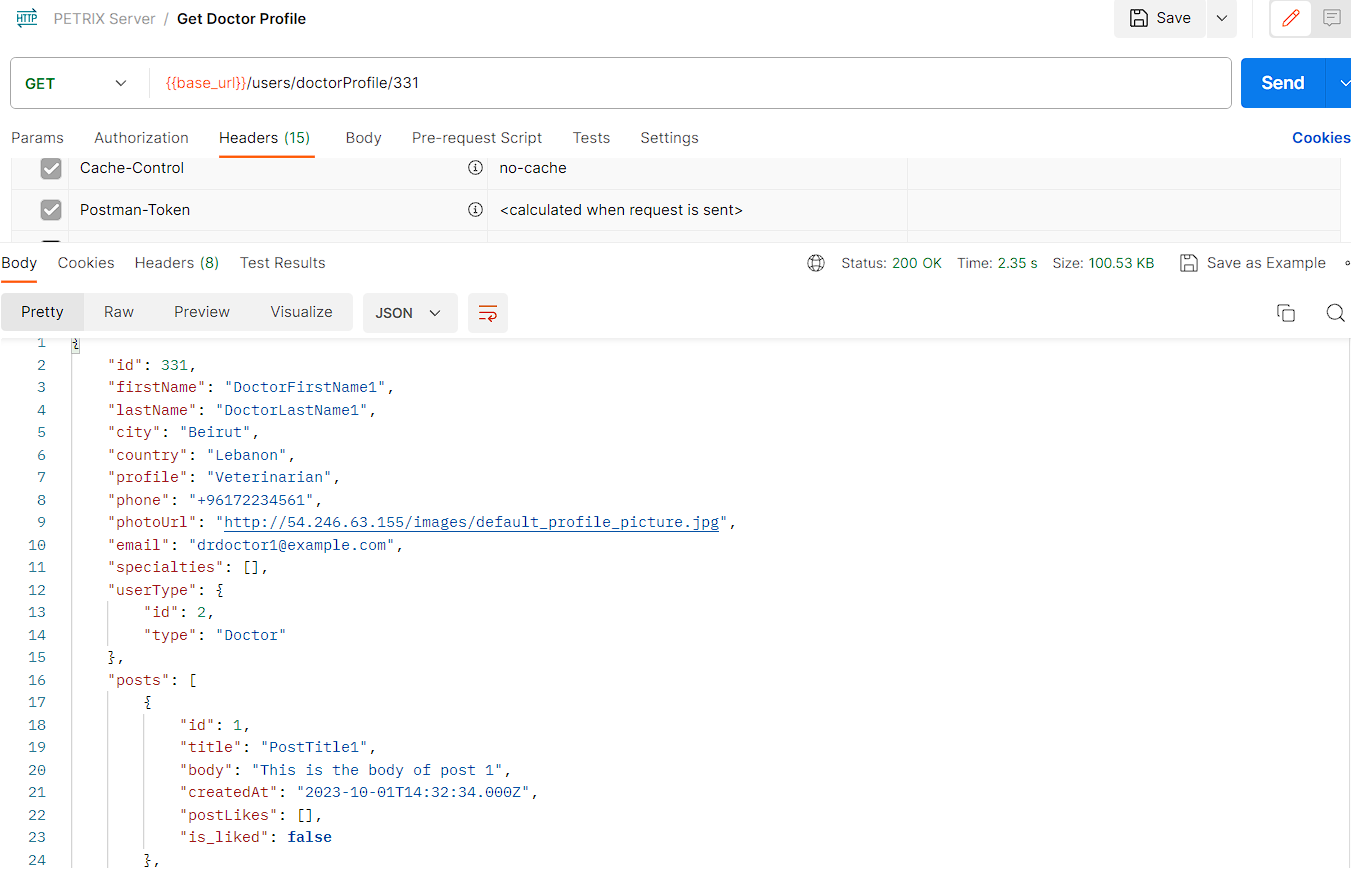 HTTP PETRIX Server / Get Doctor Profile Save
GET {{base_url}}/users/doctorProfile/331 Send
Params Authorization Headers (15) Body Pre-request Script Tests Settings Cookies
Cache-Control no-cache
Postman-Token <calculated when request is sent>
Body Cookies Headers (8) Test Results Status: 200 OK Time: 2.35 s Size: 100.53 KB Save as Example
Pretty Raw Preview Visualize JSON
1 {
2 "id": 331,
3 "firstName": "DoctorFirstName1",
4 "lastName": "DoctorLastName1",
5 "city": "Beirut",
6 "country": "Lebanon",
7 "profile": "Veterinarian",
8 "phone": "+96172234561",
9 "photoUrl": "http://54.246.63.155/images/default_profile_picture.jpg",
10 "email": "drdoctor1@example.com",
11 "specialties": [],
12 "userType": {
13 "id": 2,
14 "type": "Doctor"
15 },
16 "posts": [
17 {
18 "id": 1,
19 "title": "PostTitle1",
20 "body": "This is the body of post 1",
21 "createdAt": "2023-10-01T14:32:34.000Z",
22 "postLikes": [],
23 "is_liked": false
24 },